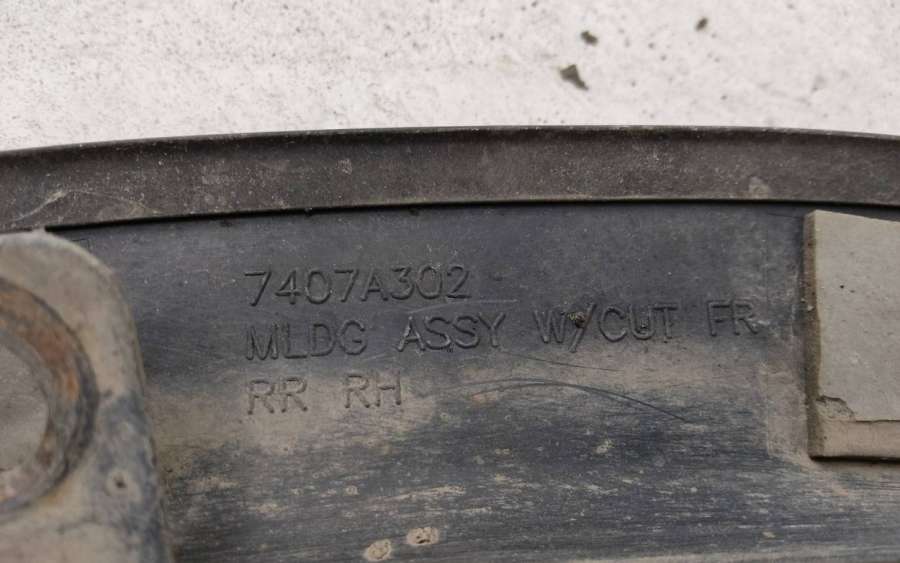 7407A302
MLDG ASSY W/CUT FR
RR RH